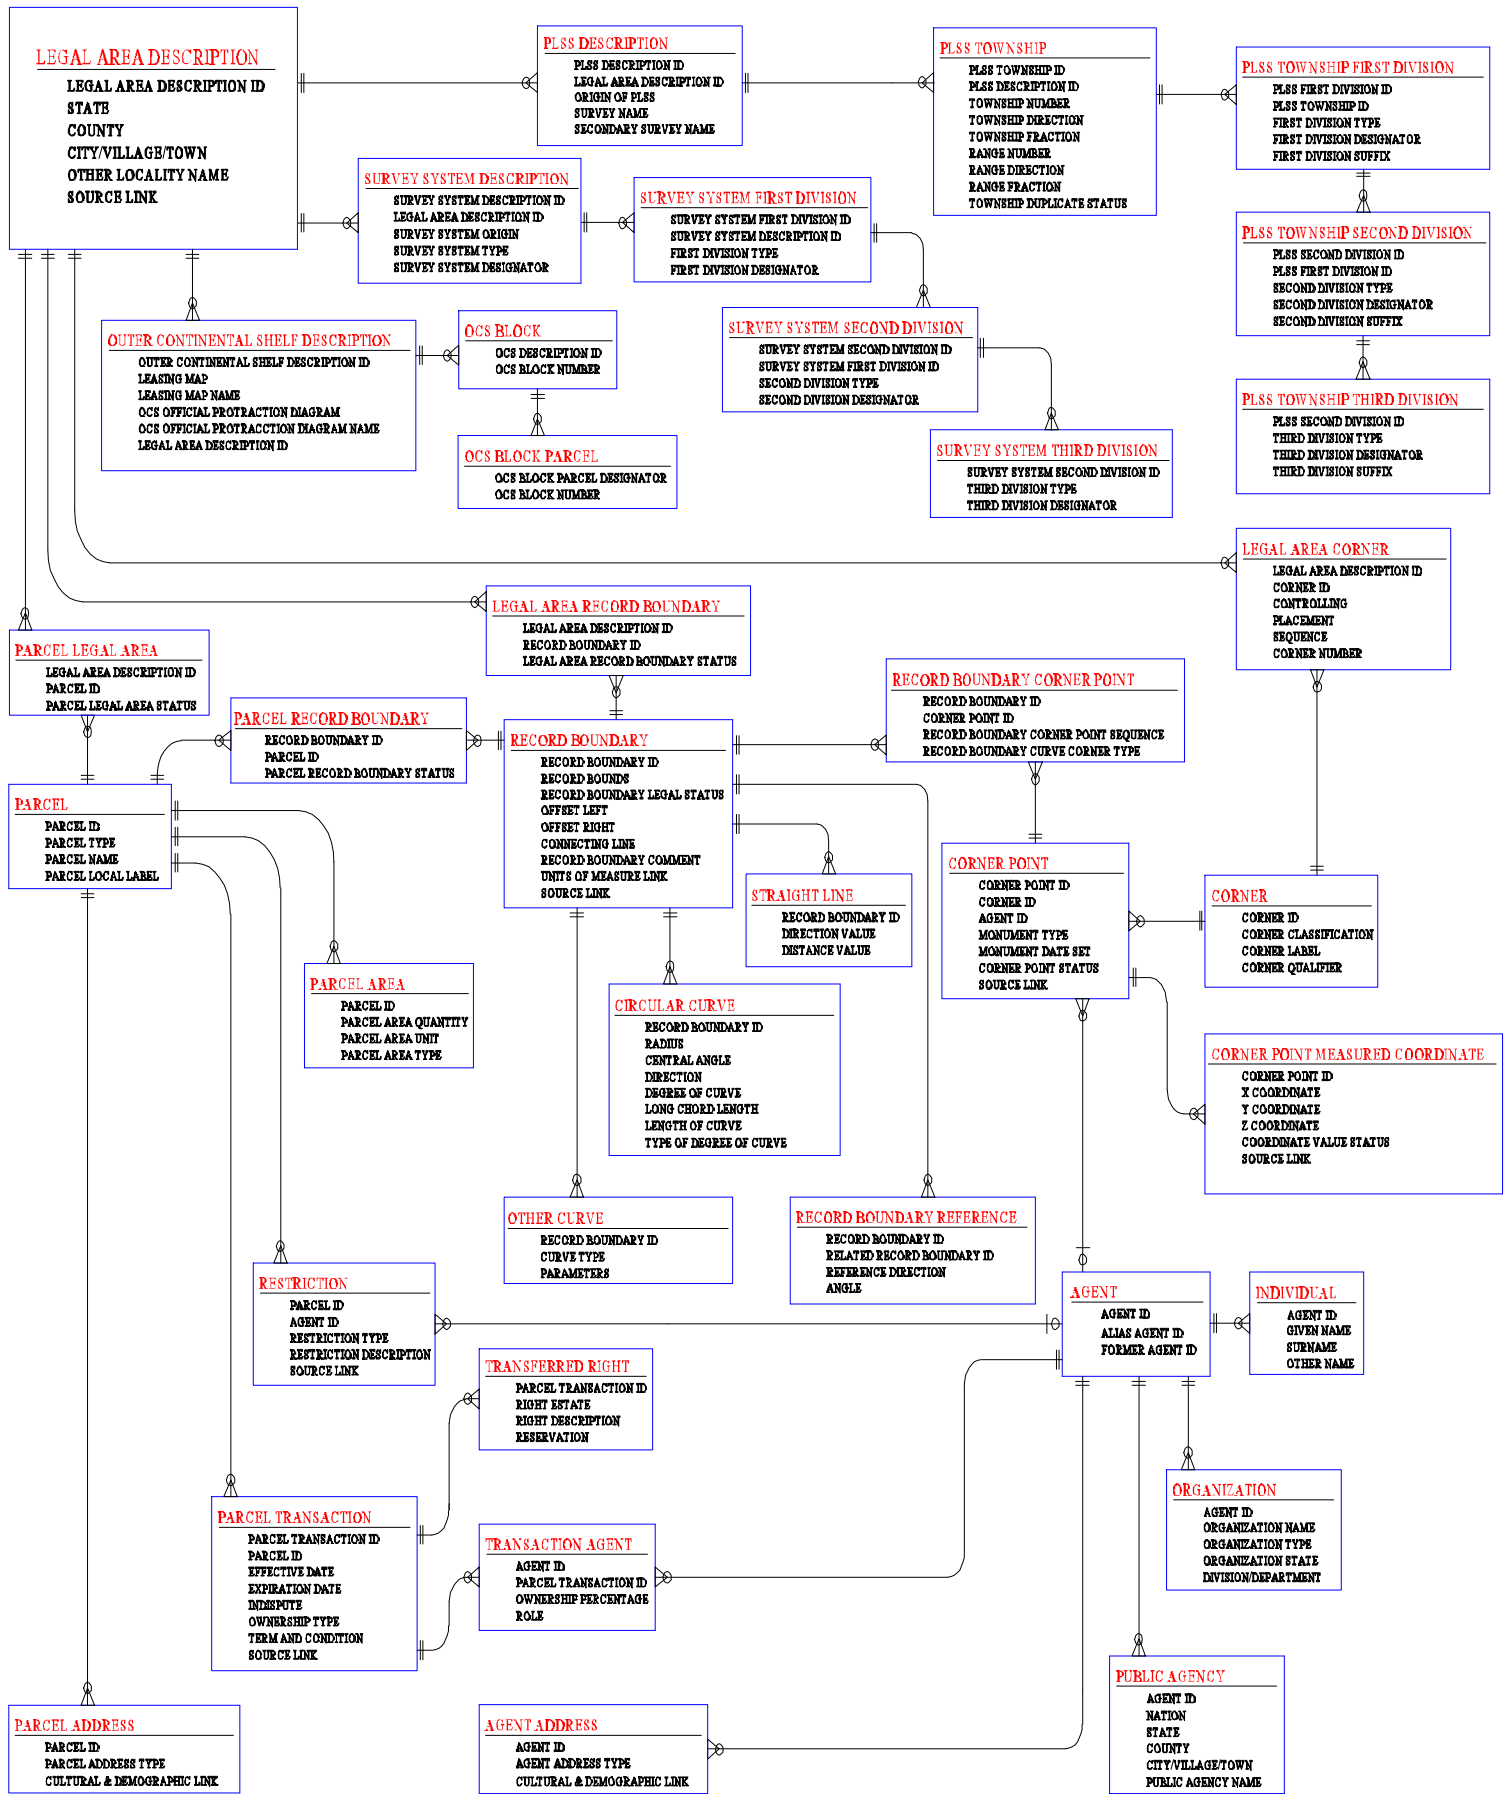 LEGAL AREA DESCRIPTION
LEGAL AREA DESCRIPTION ID
STATE
COUNTY
CITY/VILLAGE/TOWN
OTHER LOCALITY NAME
SOURCE LINK
PLSS DESCRIPTION
PLSS DESCRIPTION ID
LEGAL AREA DESCRIPTION ID
ORIGIN OF PLSS
SURVEY NAME
SECONDARY SURVEY NAME
PLSS TOWNSHIP
PLSS TOWNSHIP ID
PLSS DESCRIPTION ID
TOWNSHIP NUMBER
TOWNSHIP DIRECTION
TOWNSHIP FRACTION
RANGE NUMBER
RANGE DIRECTION
RANGE FRACTION
TOWNSHIP DUPLICATE STATUS
PLSS TOWNSHIP FIRST DIVISION
PLSS FIRST DIVISION ID
PLSS TOWNSHIP ID
FIRST DIVISION TYPE
FIRST DIVISION DESIGNATOR
FIRST DIVISION SUFFIX
SURVEY SYSTEM DESCRIPTION
SURVEY SYSTEM DESCRIPTION ID
LEGAL AREA DESCRIPTION ID
SURVEY SYSTEM ORIGIN
SURVEY SYSTEM TYPE
SURVEY SYSTEM DESIGNATOR
SURVEY SYSTEM FIRST DIVISION
SURVEY SYSTEM FIRST DIVISION ID
SURVEY SYSTEM DESCRIPTION ID
FIRST DIVISION TYPE
FIRST DIVISION DESIGNATOR
PLSS TOWNSHIP SECOND DIVISION
PLSS SECOND DIVISION ID
PLSS FIRST DIVISION ID
SECOND DIVISION TYPE
SECOND DIVISION DESIGNATOR
SECOND DIVISION SUFFIX
OUTER CONTINENTAL SHELF DESCRIPTION
OUTER CONTINENTAL SHELF DESCRIPTION ID
LEASING MAP
LEASING MAP NAME
OCS OFFICIAL PROTRACTION DIAGRAM
OCS OFFICIAL PROTRACCTION DIAGRAM NAME
LEGAL AREA DESCRIPTION ID
OCS BLOCK
OCS DESCRIPTION ID
OCS BLOCK NUMBER
SURVEY SYSTEM SECOND DIVISION
SURVEY SYSTEM SECOND DIVISION ID
SURVEY SYSTEM FIRST DIVISION ID
SECOND DIVISION TYPE
SECOND DIVISION DESIGNATOR
PLSS TOWNSHIP THIRD DIVISION
PLSS SECOND DIVISION ID
THIRD DIVISION TYPE
THIRD DIVISION DESIGNATOR
THIRD DIVISION SUFFIX
OCS BLOCK PARCEL
OCS BLOCK PARCEL DESIGNATOR
OCS BLOCK NUMBER
SURVEY SYSTEM THIRD DIVISION
SURVEY SYSTEM SECOND DIVISION ID
THIRD DIVISION TYPE
THIRD DIVISION DESIGNATOR
LEGAL AREA CORNER
LEGAL AREA DESCRIPTION ID
CORNER ID
CONTROLLING
PLACEMENT
SEQUENCE
CORNER NUMBER
LEGAL AREA RECORD BOUNDARY
LEGAL AREA DESCRIPTION ID
RECORD BOUNDARY ID
LEGAL AREA RECORD BOUNDARY STATUS
PARCEL LEGAL AREA
LEGAL AREA DESCRIPTION ID
PARCEL ID
PARCEL LEGAL AREA STATUS
RECORD BOUNDARY CORNER POINT
RECORD BOUNDARY ID
CORNER POINT ID
RECORD BOUNDARY CORNER POINT SEQUENCE
RECORD BOUNDARY CURVE CORNER TYPE
PARCEL RECORD BOUNDARY
RECORD BOUNDARY ID
PARCEL ID
PARCEL RECORD BOUNDARY STATUS
RECORD BOUNDARY
RECORD BOUNDARY ID
RECORD BOUNDS
RECORD BOUNDARY LEGAL STATUS
OFFSET LEFT
OFFSET RIGHT
CONNECTING LINE
RECORD BOUNDARY COMMENT
UNITS OF MEASURE LINK
SOURCE LINK
PARCEL
PARCEL ID
PARCEL TYPE
PARCEL NAME
PARCEL LOCAL LABEL
STRAIGHT LINE
RECORD BOUNDARY ID
DIRECTION VALUE
DISTANCE VALUE
CORNER POINT
CORNER POINT ID
CORNER ID
AGENT ID
MONUMENT TYPE
MONUMENT DATE SET
CORNER POINT STATUS
SOURCE LINK
CORNER
CORNER ID
CORNER CLASSIFICATION
CORNER LABEL
CORNER QUALIFIER
PARCEL AREA
PARCEL ID
PARCEL AREA QUANTITY
PARCEL AREA UNIT
PARCEL AREA TYPE
CIRCULAR CURVE
RECORD BOUNDARY ID
RADIUS
CENTRAL ANGLE
DIRECTION
DEGREE OF CURVE
LONG CHORD LENGTH
LENGTH OF CURVE
TYPE OF DEGREE OF CURVE
CORNER POINT MEASURED COORDINATE
CORNER POINT ID
X COORDINATE
Y COORDINATE
Z COORDINATE
COORDINATE VALUE STATUS
SOURCE LINK
OTHER CURVE
RECORD BOUNDARY ID
CURVE TYPE
PARAMETERS
RECORD BOUNDARY REFERENCE
RECORD BOUNDARY ID
RELATED RECORD BOUNDARY ID
REFERENCE DIRECTION
ANGLE
RESTRICTION
PARCEL ID
AGENT ID
RESTRICTION TYPE
RESTRICTION DESCRIPTION
SOURCE LINK
AGENT
AGENT ID
ALIAS AGENT ID
FORMER AGENT ID
INDIVIDUAL
AGENT ID
GIVEN NAME
SURNAME
OTHER NAME
TRANSFERRED RIGHT
PARCEL TRANSACTION ID
RIGHT ESTATE
RIGHT DESCRIPTION
RESERVATION
ORGANIZATION
AGENT ID
ORGANIZATION NAME
ORGANIZATION TYPE
ORGANIZATION STATE
DIVISION/DEPARTMENT
PARCEL TRANSACTION
PARCEL TRANSACTION ID
PARCEL ID
EFFECTIVE DATE
EXPIRATION DATE
INDISPUTE
OWNERSHIP TYPE
TERM AND CONDITION
SOURCE LINK
TRANSACTION AGENT
AGENT ID
PARCEL TRANSACTION ID
OWNERSHIP PERCENTAGE
ROLE
PUBLIC AGENCY
AGENT ID
NATION
STATE
COUNTY
CITY/VILLAGE/TOWN
PUBLIC AGENCY NAME
PARCEL ADDRESS
PARCEL ID
PARCEL ADDRESS TYPE
CULTURAL & DEMOGRAPHIC LINK
AGENT ADDRESS
AGENT ID
AGENT ADDRESS TYPE
CULTURAL & DEMOGRAPHIC LINK